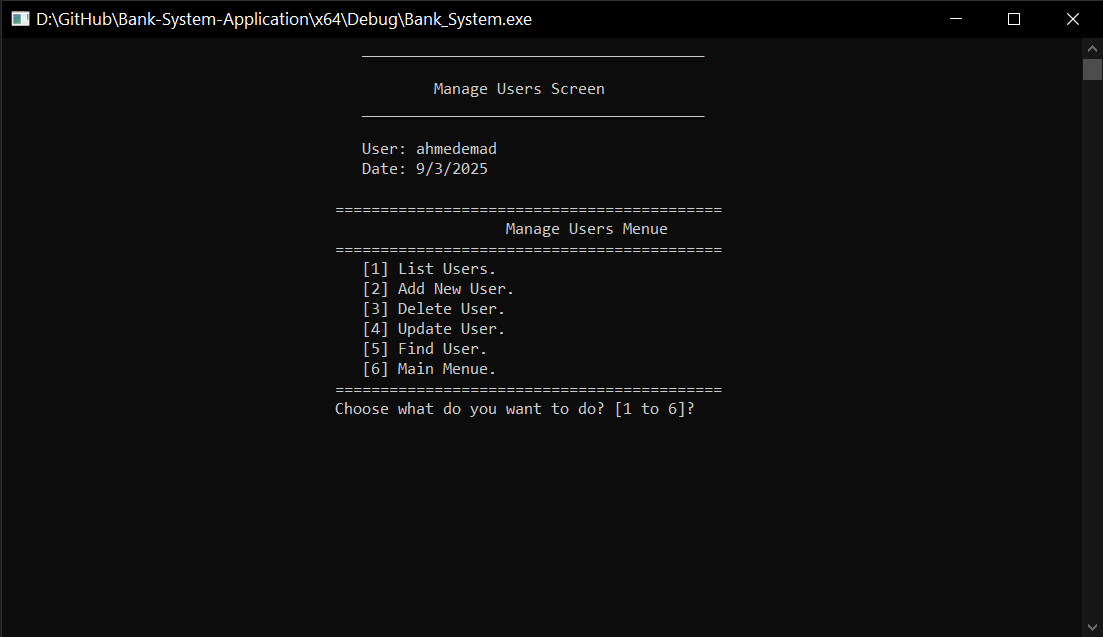 D:\GitHub\Bank-System-Application\x64\Debug\Bank_System.exe
______________________________________
Manage Users Screen
______________________________________
User: ahmedemad
Date: 9/3/2025
===========================================
Manage Users Menue
===========================================
[1] List Users.
[2] Add New User.
[3] Delete User.
[4] Update User.
[5] Find User.
[6] Main Menue.
===========================================
Choose what do you want to do? [1 to 6]?